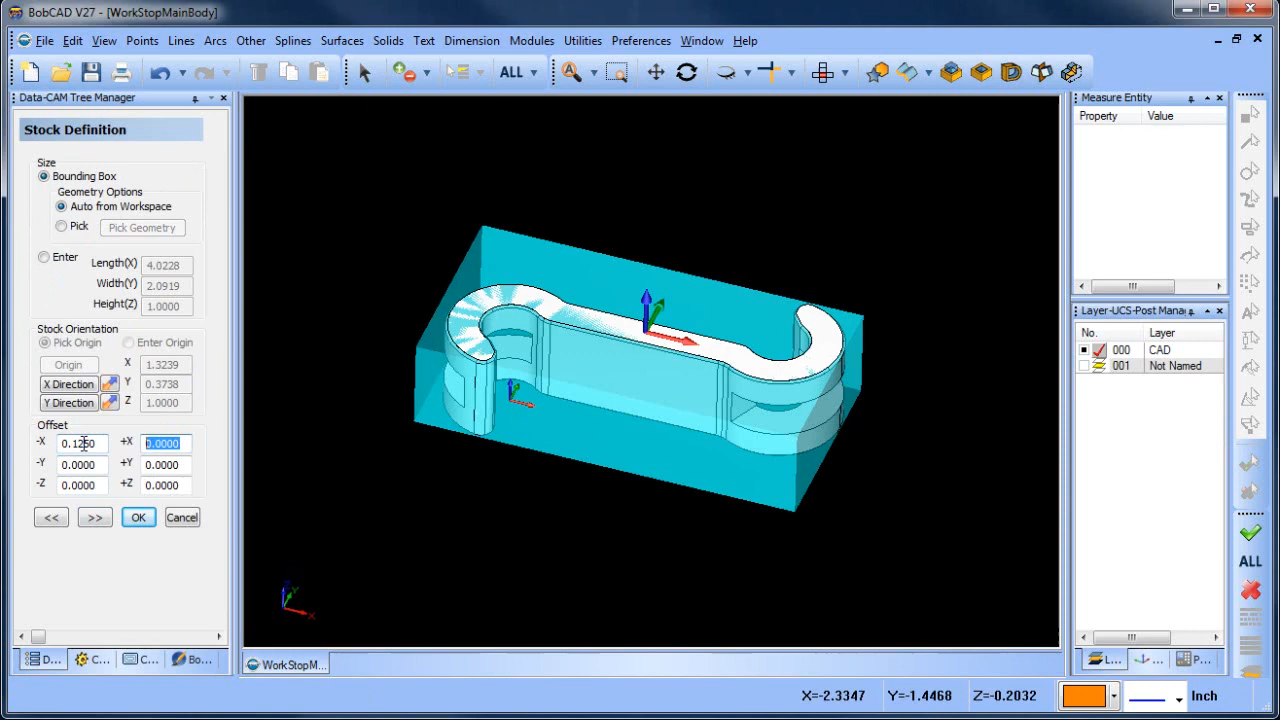 BobCAD V27 - [WorkStopMainBody]
File Edit View Points Lines Arcs Other Splines Surfaces Solids Text Dimension Modules Utilities Preferences Window Help
ALL
Data-CAM Tree Manager
Stock Definition
Size
Bounding Box
Geometry Options
Auto from Workspace
Pick Pick Geometry
Enter
Length(X) 4.0228
Width(Y) 2.0919
Height(Z) 1.0000
Stock Orientation
Pick Origin Enter Origin
Origin X 1.3239
X Direction Y 0.3738
Y Direction Z 1.0000
Offset
-X 0.1250 +X 0.0000
-Y 0.0000 +Y 0.0000
-Z 0.0000 +Z 0.0000
<< >> OK Cancel
D... C... C... Bo...
Z Y X
WorkStopM...
Measure Entity
Property Value
Layer-UCS-Post Manag
No. Layer
000 CAD
001 Not Named
L... ... P...
ALL
X=-2.3347 Y=-1.4468 Z=-0.2032 Inch